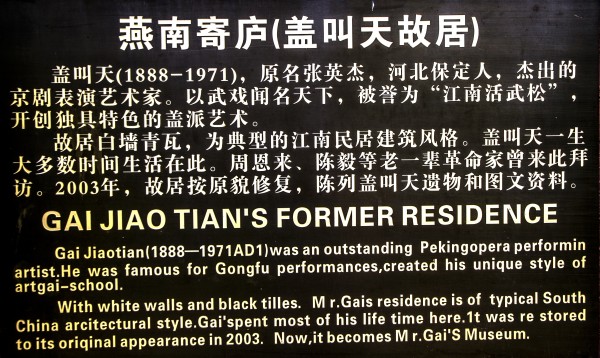 燕南寄庐(盖叫天故居)
盖叫天(1888-1971)，原名张英杰，河北保定人，杰出的
京剧表演艺术家。以武戏闻名天下，被誉为“江南活武松”，
开创独具特色的盖派艺术。
故居白墙青瓦，为典型的江南民居建筑风格。盖叫天一生
大多数时间生活在此。周恩来、陈毅等老一辈革命家曾来此拜
访。2003年，故居按原貌修复，陈列盖叫天遗物和图文资料。
GAI JIAO TIAN'S FORMER RESIDENCE
Gai Jiaotian(1888—1971AD1)was an outstanding Pekingopera performin
artist.He was famous for Gongfu performances,created his unique style of
artgai-school.
With white walls and black tilles. M r.Gais residence is of typical South
China arcitectural style.Gai'spent most of his life time here.1t was re stored
to its oriqinal appearance in 2003. Now,it becomes M r.Gai'S Museum.